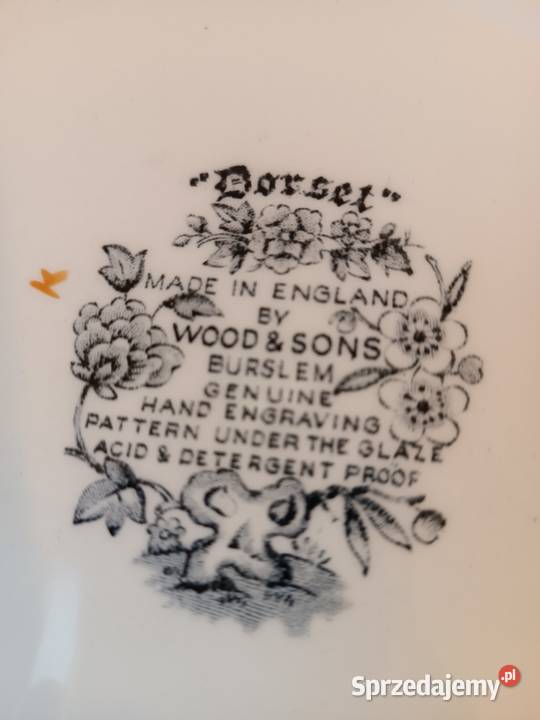 "Dorset"
MADE IN ENGLAND
BY
WOOD & SONS
BURSLEM
GENUINE
HAND ENGRAVING
PATTERN UNDER THE GLAZE
ACID & DETERGENT PROOF
Sprzedajemy.pl